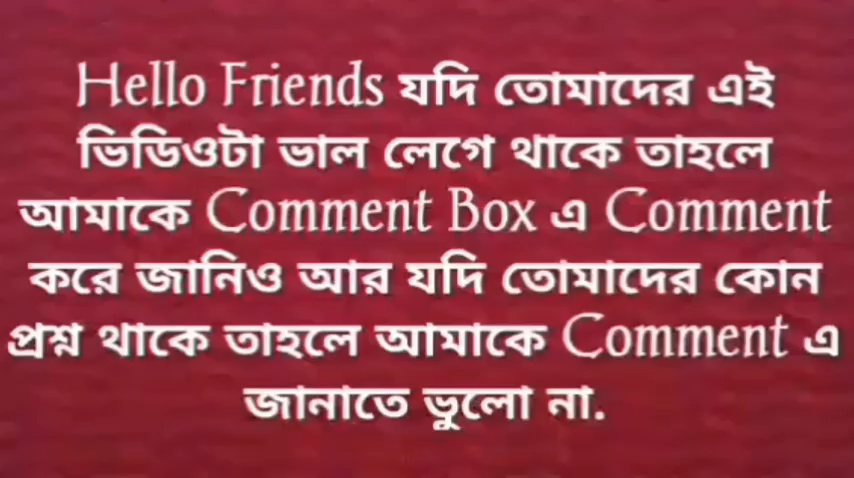 Hello Friends যদি তোমাদের এই
ভিডিওটা ভাল লেগে থাকে তাহলে
আমাকে Comment Box এ Comment
করে জানিও আর যদি তোমাদের কোন
প্রশ্ন থাকে তাহলে আমাকে Comment এ
জানাতে ভুলো না.